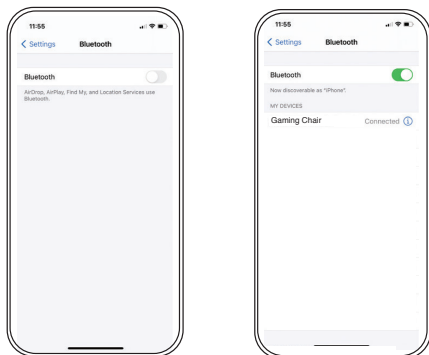 11:55
Settings
Bluetooth
Bluetooth
AirDrop, AirPlay, Find My, and Location Services use
Bluetooth.
11:55
Settings
Bluetooth
Bluetooth
Now discoverable as "iPhone".
MY DEVICES
Gaming Chair
Connected